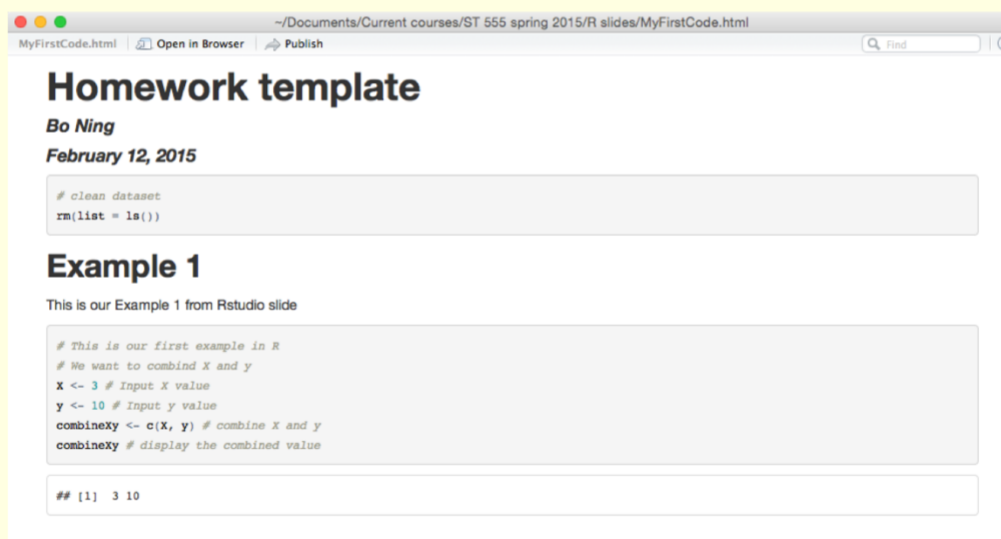 ~/Documents/Current courses/ST 555 spring 2015/R slides/MyFirstCode.html
MyFirstCode.html Open in Browser Publish Find
Homework template
Bo Ning
February 12, 2015
# clean dataset
rm(list = ls())
Example 1
This is our Example 1 from Rstudio slide
# This is our first example in R
# We want to combind X and y
X <- 3 # Input X value
y <- 10 # Input y value
combineXy <- c(X, y) # combine X and y
combineXy # display the combined value
## [1]  3 10